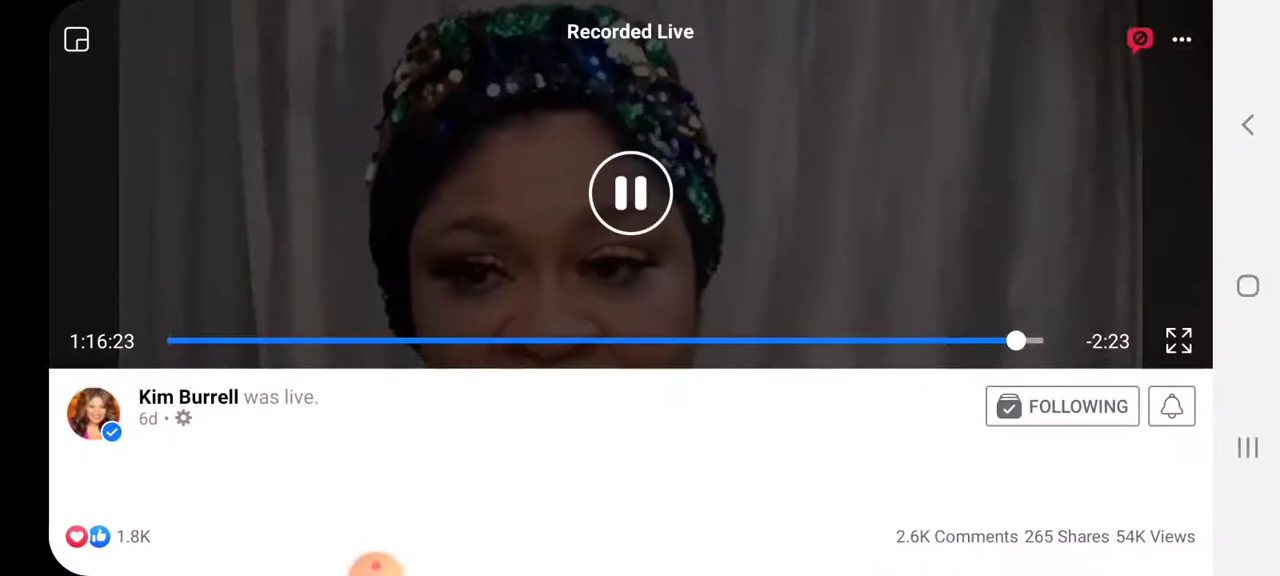 Recorded Live
1:16:23
-2:23
Kim Burrell was live.
6d
FOLLOWING
1.8K
2.6K Comments 265 Shares 54K Views